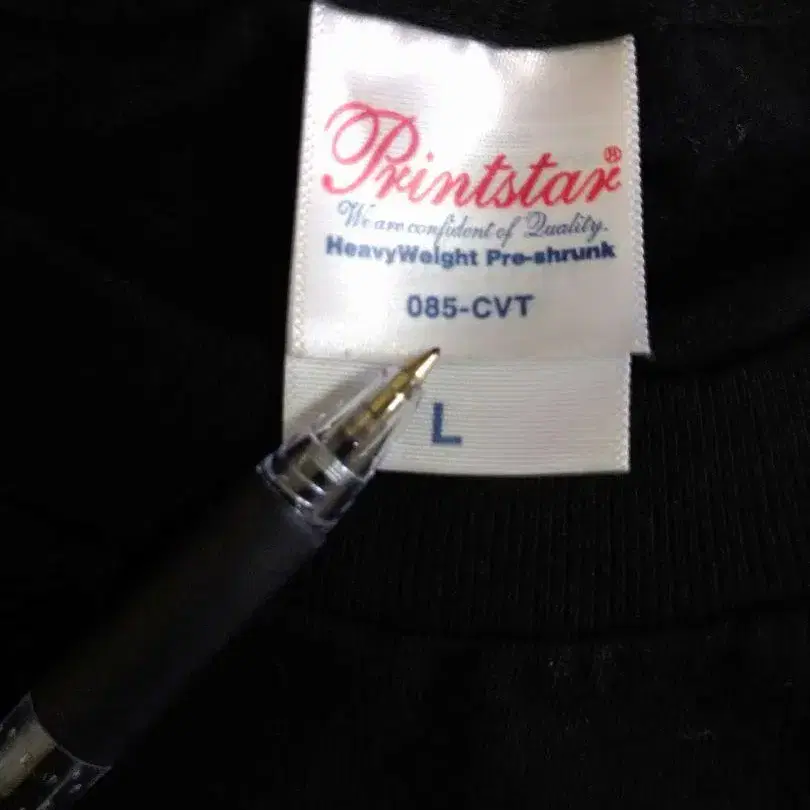 Printstar®
We are confident of Quality.
HeavyWeight Pre-shrunk
085-CVT
L